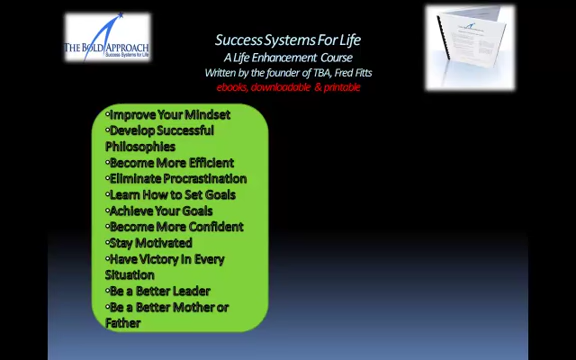 THE BOLD APPROACH
Success Systems for Life
Success Systems For Life
A Life Enhancement Course
Written by the founder of TBA, Fred Fitts
ebooks, downloadable & printable
•Improve Your Mindset
•Develop Successful
Philosophies
•Become More Efficient
•Eliminate Procrastination
•Learn How to Set Goals
•Achieve Your Goals
•Become More Confident
•Stay Motivated
•Have Victory In Every
Situation
•Be a Better Leader
•Be a Better Mother or
Father